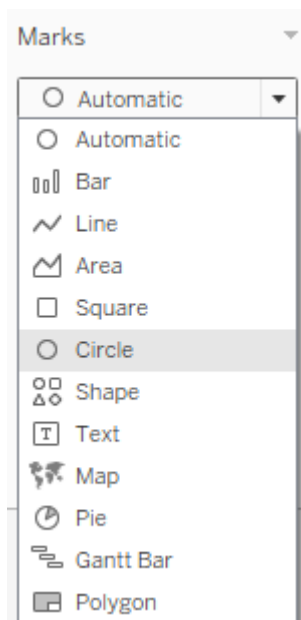 Marks
Automatic
Automatic
Bar
Line
Area
Square
Circle
Shape
T Text
Map
Pie
Gantt Bar
Polygon